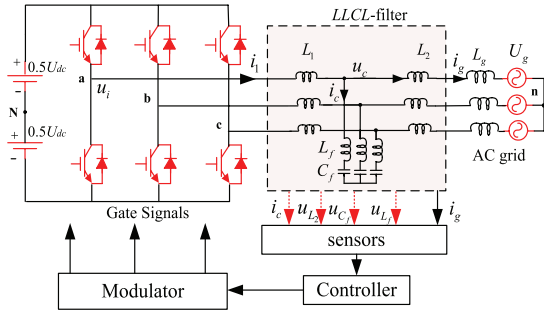 LLCL-filter
0.5U_dc
a
u_i
i_1
L_1
u_c
L_2
i_g
L_g
U_g
N
b
i_c
n
0.5U_dc
c
L_f
C_f
AC grid
Gate Signals
i_c u_L2 u_Cf u_Lf i_g
sensors
Modulator
Controller